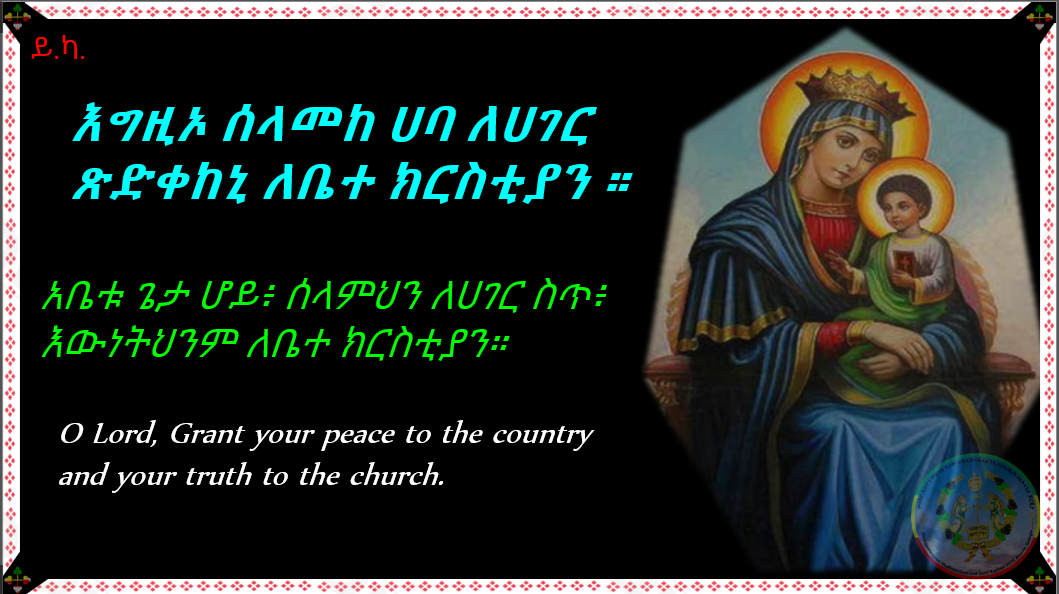 ይ.ካ.
እግዚኦ ሰላመከ ሀባ ለሀገር
ጽድቀከኒ ለቤተ ክርስቲያን ።
አቤቱ ጌታ ሆይ፥ ሰላምህን ለሀገር ስጥ፥
እውነትህንም ለቤተ ክርስቲያን።
O Lord, Grant your peace to the country
and your truth to the church.